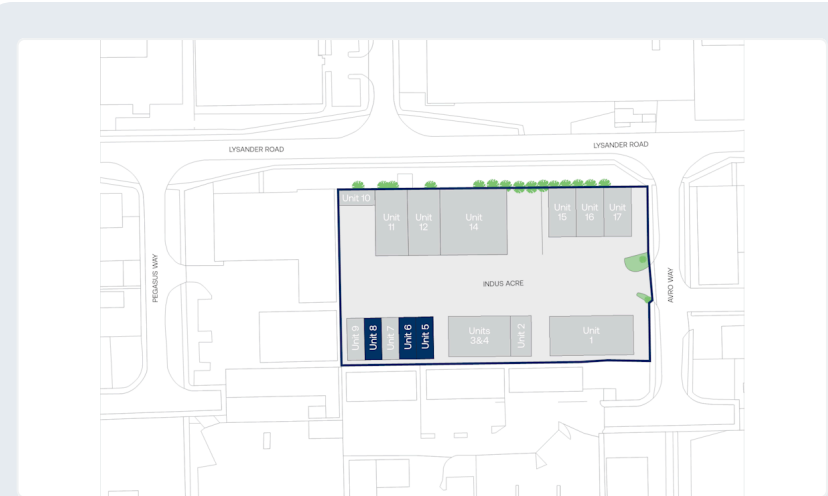 LYSANDER ROAD
LYSANDER ROAD
Unit 10
Unit
11
Unit
12
Unit
14
Unit
15
Unit
16
Unit
17
PEGASUS WAY
INDUS ACRE
AVRO WAY
Unit 9
Unit 8
Unit 7
Unit 6
Unit 5
Units
3&4
Unit 2
Unit
1